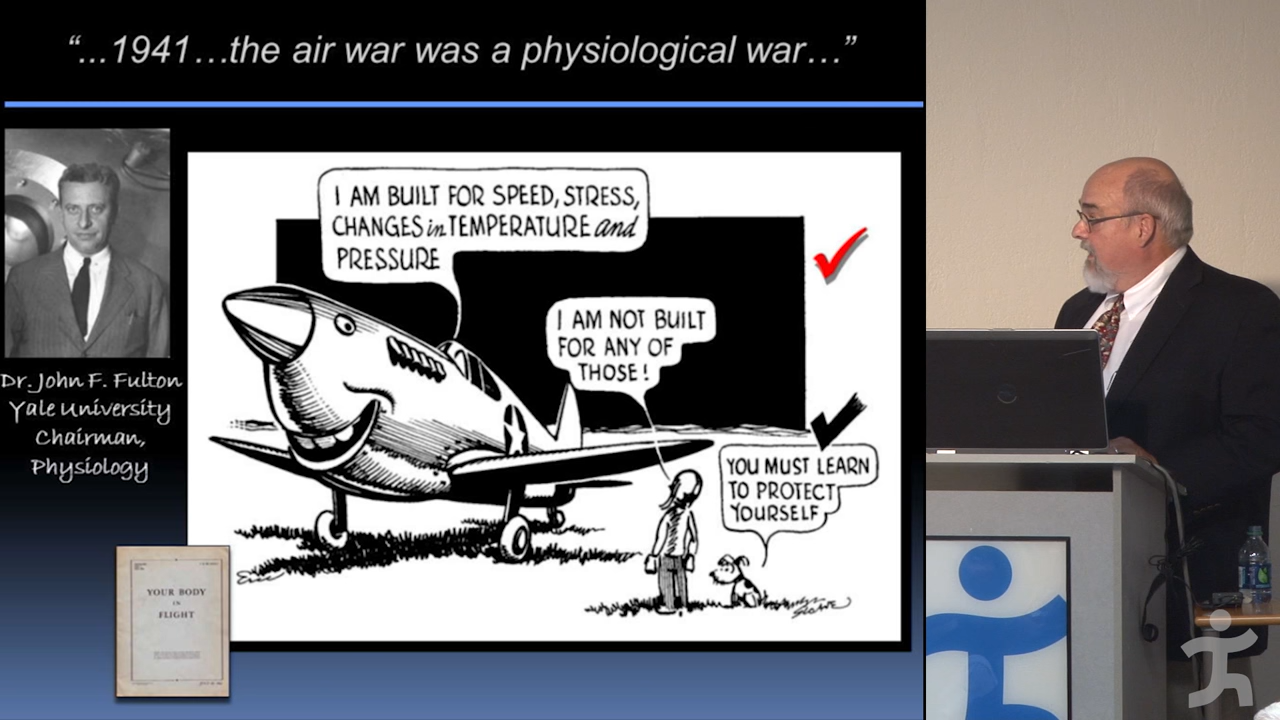 “...1941...the air war was a physiological war...”
I AM BUILT FOR SPEED, STRESS,
CHANGES in TEMPERATURE and
PRESSURE
I AM NOT BUILT
FOR ANY OF
THOSE!
YOU MUST LEARN
TO PROTECT
YOURSELF
Dr. John F. Fulton
Yale University
Chairman,
Physiology
YOUR BODY
IN
FLIGHT